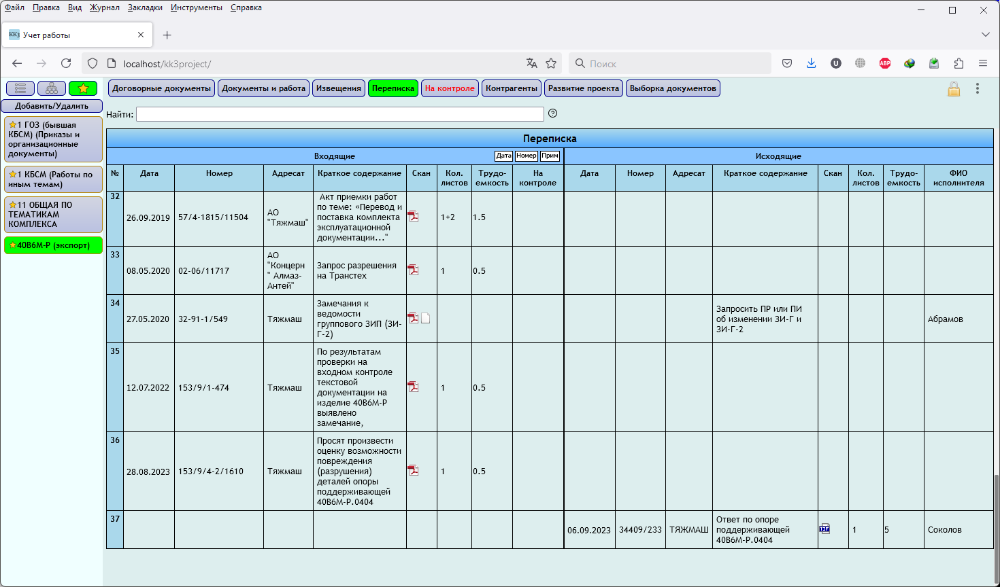 Файл Правка Вид Журнал Закладки Инструменты Справка
KK3 Учет работы
localhost/kk3project/
Поиск
U ABP
Договорные документы Документы и работа Извещения Переписка На контроле Контрагенты Развитие проекта Выборка документов
Добавить/Удалить
1 ГОЗ (бывшая
КБСМ) (Приказы и
организационные
документы)
1 КБСМ (Работы по
иным темам)
11 ОБЩАЯ ПО
ТЕМАТИКАМ
КОМПЛЕКСА
40В6М-Р (экспорт)
Найти:
Переписка
Входящие Дата Номер Прим Исходящие
№ Дата Номер Адресат Краткое содержание Скан Кол. листов Трудо-емкость На контроле Дата Номер Адресат Краткое содержание Скан Кол. листов Трудо-емкость ФИО исполнителя
32
26.09.2019
57/4-1815/11504
АО
"Тяжмаш"
Акт приемки работ
по теме: «Перевод и
поставка комплекта
эксплуатационной
документации..."
1+2
1.5
33
08.05.2020
02-06/11717
АО
"Концерн
" Алмаз-
Антей"
Запрос разрешения
на Транстех
1
0.5
34
27.05.2020
32-91-1/549
Тяжмаш
Замечания к
ведомости
группового ЗИП (ЗИ-
Г-2)
Запросить ПР или ПИ
об изменении ЗИ-Г и
ЗИ-Г-2
Абрамов
35
12.07.2022
153/9/1-474
Тяжмаш
По результатам
проверки на
входном контроле
текстовой
документации на
изделие 40В6М-Р
выявлено
замечание,
1
0.5
36
28.08.2023
153/9/4-2/1610
Тяжмаш
Просят произвести
оценку возможности
повреждения
(разрушения)
деталей опоры
поддерживающей
40В6М-Р.0404
1
0.5
37
06.09.2023
34409/233
ТЯЖМАШ
Ответ по опоре
поддерживающей
40В6М-Р.0404
TIF
1
5
Соколов